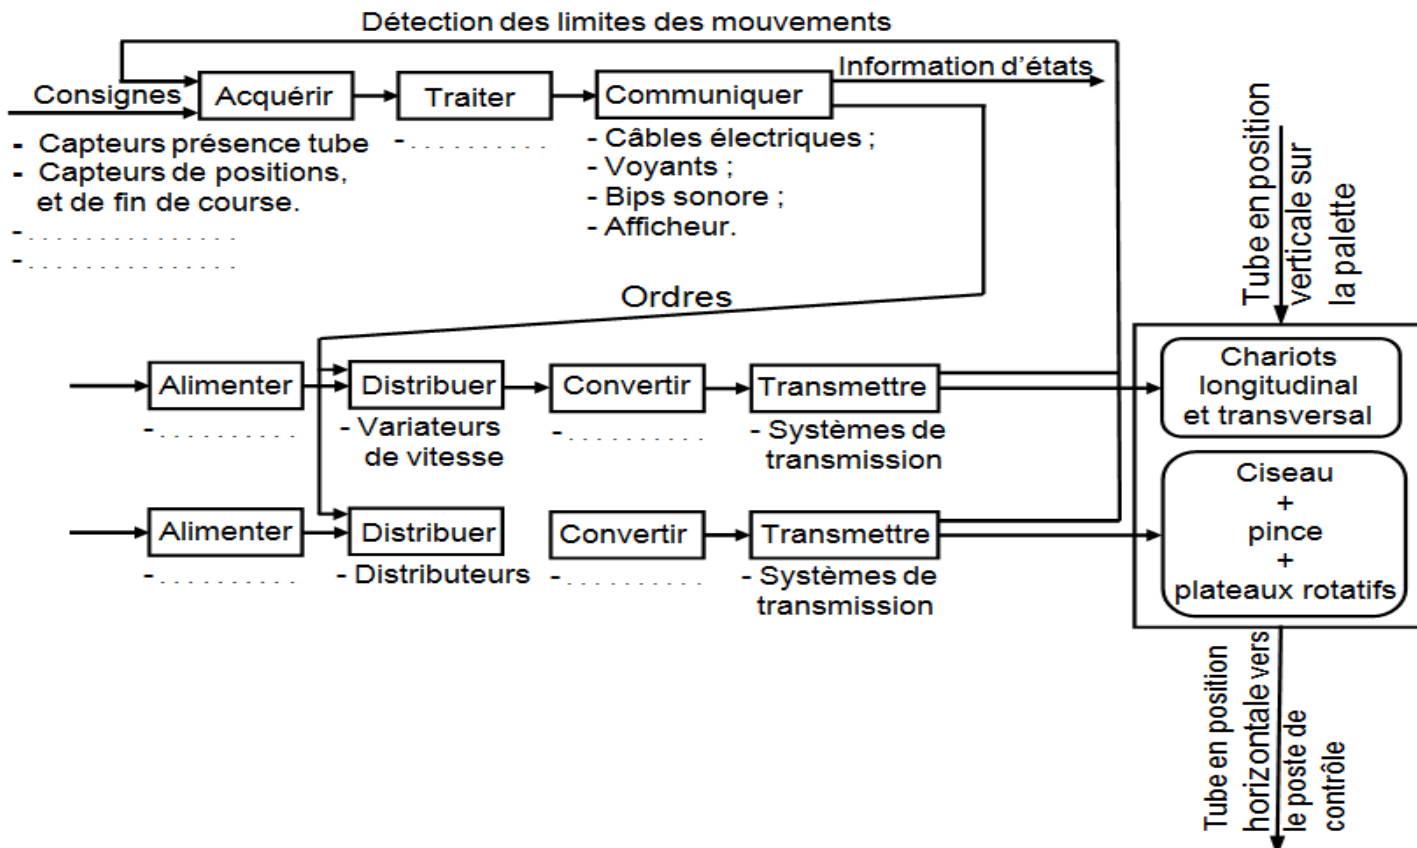 Détection des limites des mouvements
Information d'états
Consignes
Acquérir
Traiter
Communiquer
- Capteurs présence tube
- Capteurs de positions,
et de fin de course.
- . . . . . . . . . . . . . . .
- . . . . . . . . . . . . . . .
- . . . . . . . . . .
- Câbles électriques ;
- Voyants ;
- Bips sonore ;
- Afficheur.
Tube en position
verticale sur
la palette
Ordres
Alimenter
Distribuer
Convertir
Transmettre
- . . . . . . . . . .
- Variateurs
de vitesse
- . . . . . . . . . .
- Systèmes de
transmission
Chariots
longitudinal
et transversal
Alimenter
Distribuer
Convertir
Transmettre
- . . . . . . . . . .
- Distributeurs
- . . . . . . . . . .
- Systèmes de
transmission
Ciseau
+
pince
+
plateaux rotatifs
Tube en position
horizontale vers
le poste de
contrôle